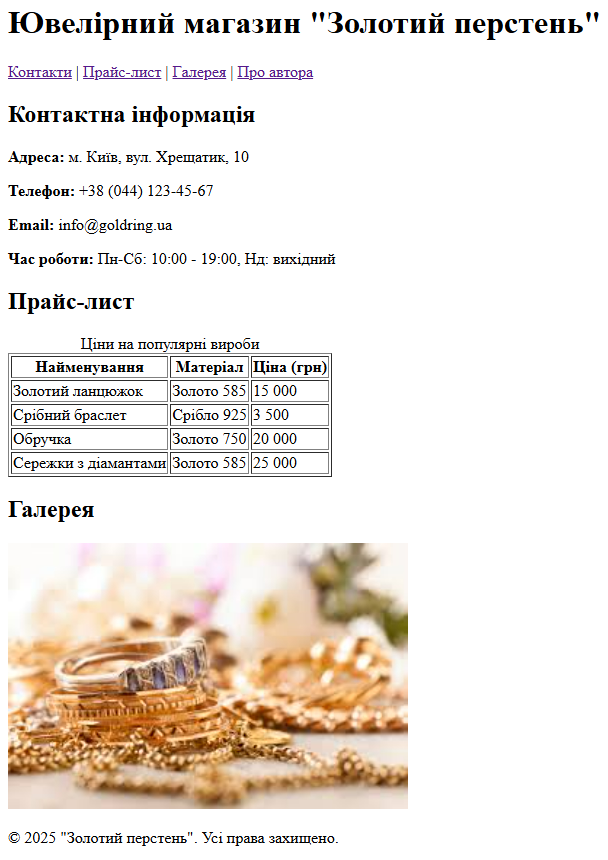 Ювелірний магазин "Золотий перстень"
Контакти | Прайс-лист | Галерея | Про автора
Контактна інформація
Адреса: м. Київ, вул. Хрещатик, 10
Телефон: +38 (044) 123-45-67
Email: info@goldring.ua
Час роботи: Пн-Сб: 10:00 - 19:00, Нд: вихідний
Прайс-лист
Ціни на популярні вироби
Найменування Матеріал Ціна (грн)
Золотий ланцюжок Золото 585 15 000
Срібний браслет Срібло 925 3 500
Обручка Золото 750 20 000
Сережки з діамантами Золото 585 25 000
Галерея
© 2025 "Золотий перстень". Усі права захищено.